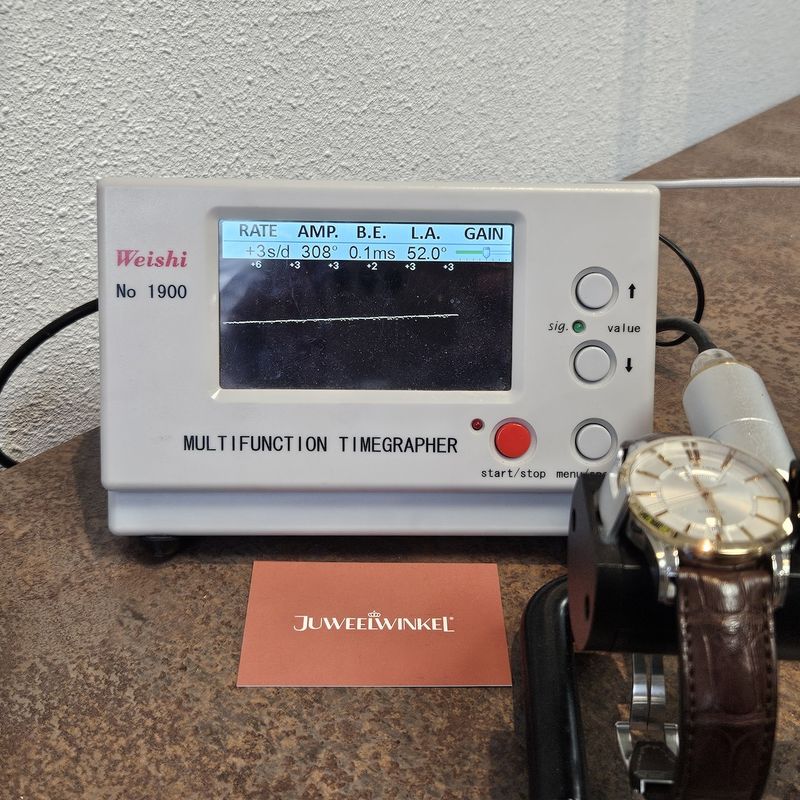 RATE AMP. B.E. L.A. GAIN
+3s/d 308° 0.1ms 52.0°
+6 +3 +3 +2 +3 +3
Weishi
No 1900
sig. value
MULTIFUNCTION TIMEGRAPHER
start/stop
JUWEELWINKEL®